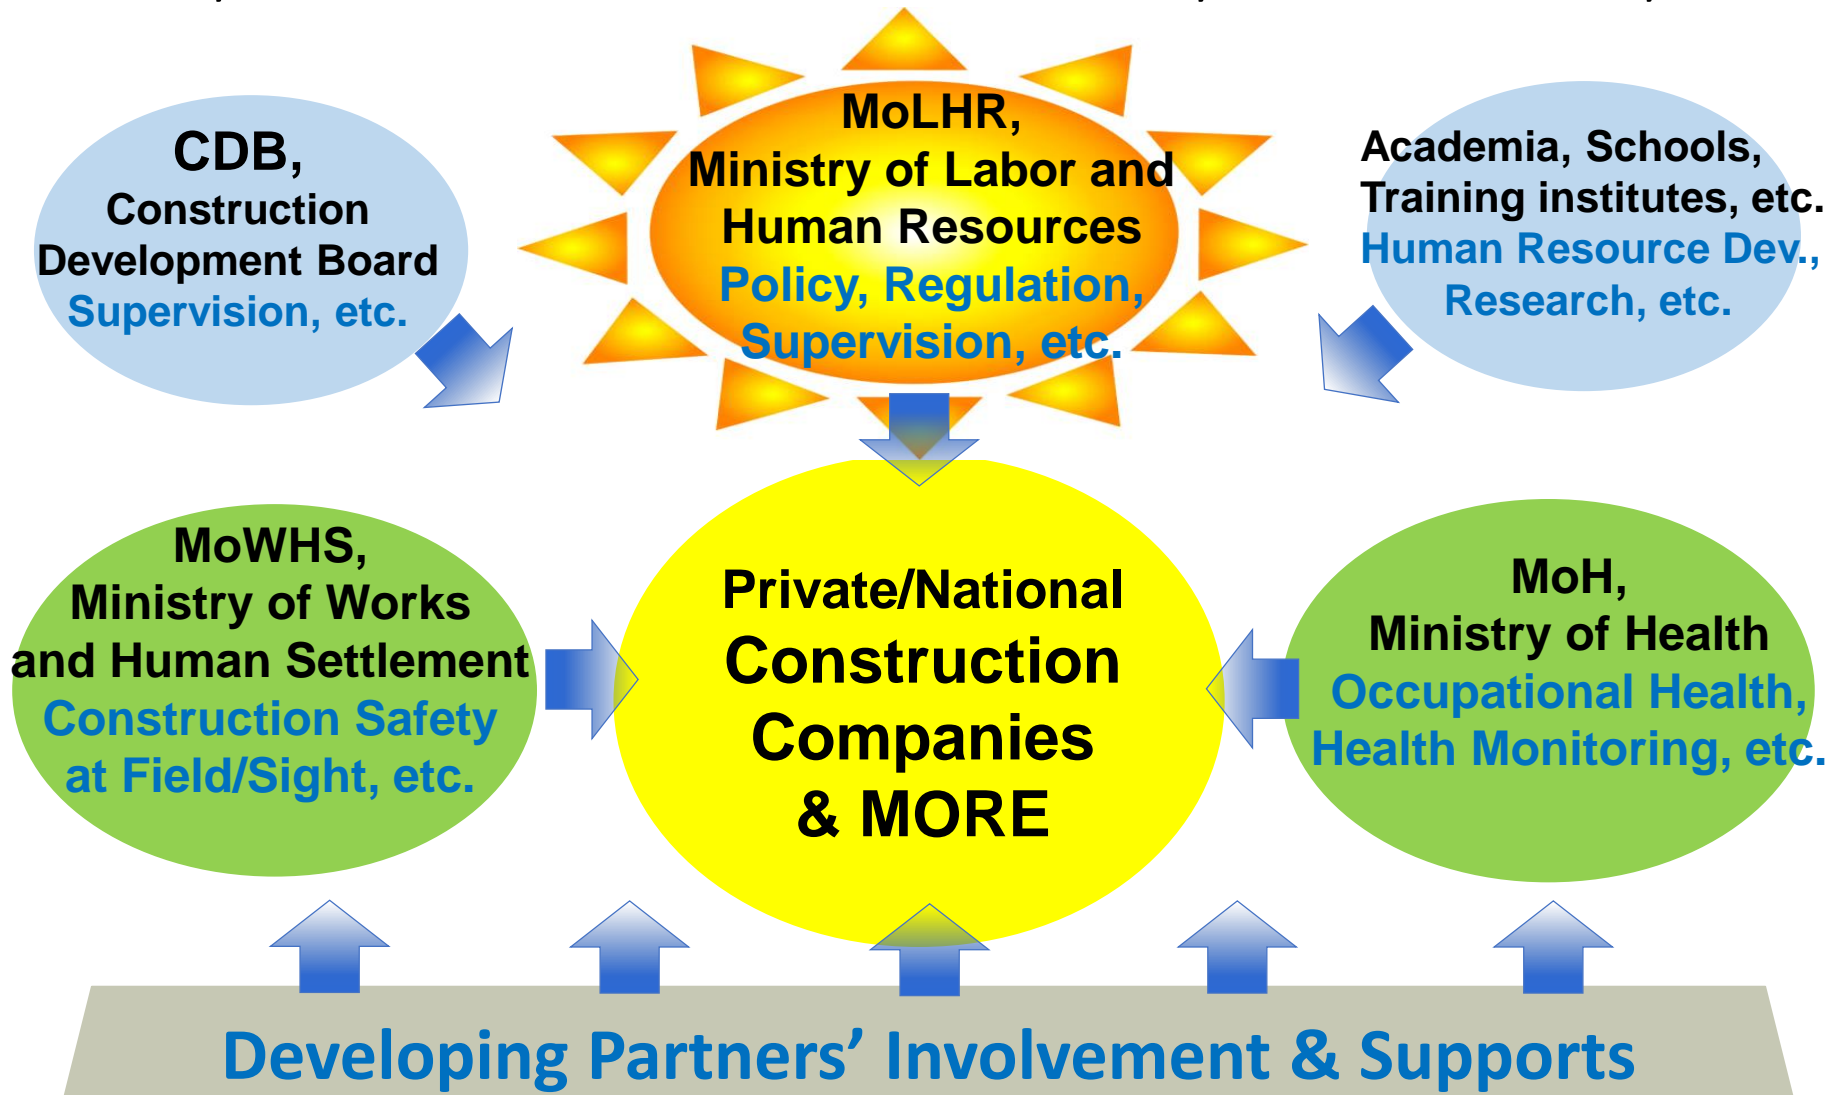 CDB,
Construction
Development Board
Supervision, etc.
MoLHR,
Ministry of Labor and
Human Resources
Policy, Regulation,
Supervision, etc.
Academia, Schools,
Training institutes, etc.
Human Resource Dev.,
Research, etc.
MoWHS,
Ministry of Works
and Human Settlement
Construction Safety
at Field/Sight, etc.
Private/National
Construction
Companies
& MORE
MoH,
Ministry of Health
Occupational Health,
Health Monitoring, etc.
Developing Partners’ Involvement & Supports